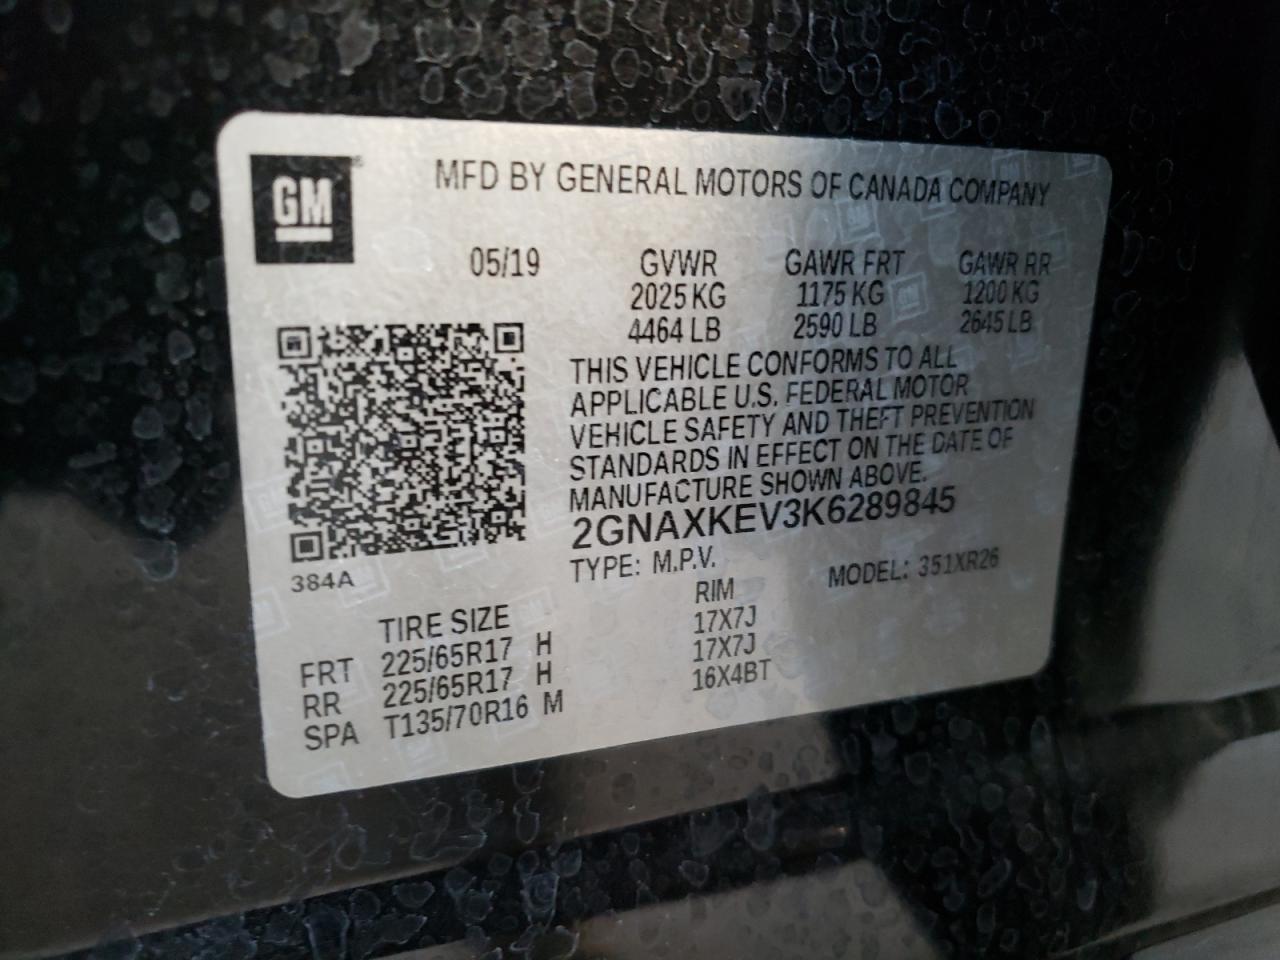 GM
MFD BY GENERAL MOTORS OF CANADA COMPANY
05/19 GVWR GAWR FRT GAWR RR
2025 KG 1175 KG 1200 KG
4464 LB 2590 LB 2645 LB
THIS VEHICLE CONFORMS TO ALL
APPLICABLE U.S. FEDERAL MOTOR
VEHICLE SAFETY AND THEFT PREVENTION
STANDARDS IN EFFECT ON THE DATE OF
MANUFACTURE SHOWN ABOVE.
2GNAXKEV3K6289845
TYPE: M.P.V. MODEL: 351XR26
384A
TIRE SIZE RIM
FRT 225/65R17 H 17X7J
RR 225/65R17 H 17X7J
SPA T135/70R16 M 16X4BT